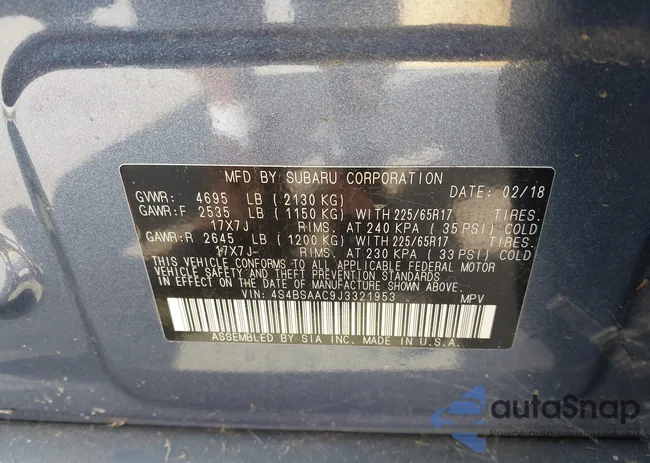 MFD BY SUBARU CORPORATION
GVWR: 4695 LB (2130 KG) DATE: 02/18
GAWR:F 2535 LB (1150 KG) WITH 225/65R17 TIRES.
17X7J RIMS. AT 240 KPA ( 35 PSI) COLD
GAWR:R 2645 LB (1200 KG) WITH 225/65R17 TIRES.
17X7J RIMS. AT 230 KPA ( 33 PSI) COLD
THIS VEHICLE CONFORMS TO ALL APPLICABLE FEDERAL MOTOR
VEHICLE SAFETY AND THEFT PREVENTION STANDARDS
IN EFFECT ON THE DATE OF MANUFACTURE SHOWN ABOVE.
VIN: 4S4BSAAC9J3321953 MPV
ASSEMBLED BY SIA INC. MADE IN U.S.A.
autaSnap